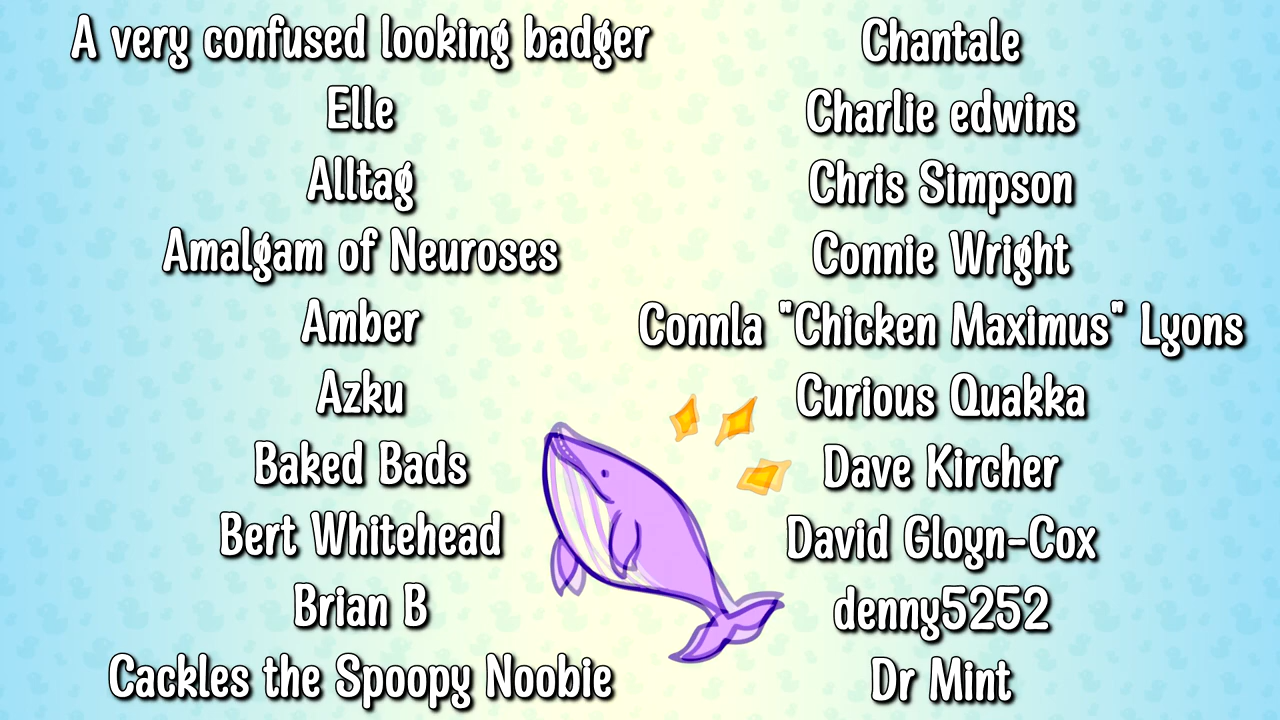 A very confused looking badger
Elle
Alltag
Amalgam of Neuroses
Amber
Azku
Baked Bads
Bert Whitehead
Brian B
Cackles the Spoopy Noobie
Chantale
Charlie edwins
Chris Simpson
Connie Wright
Connla "Chicken Maximus" Lyons
Curious Quakka
Dave Kircher
David Gloyn-Cox
denny5252
Dr Mint